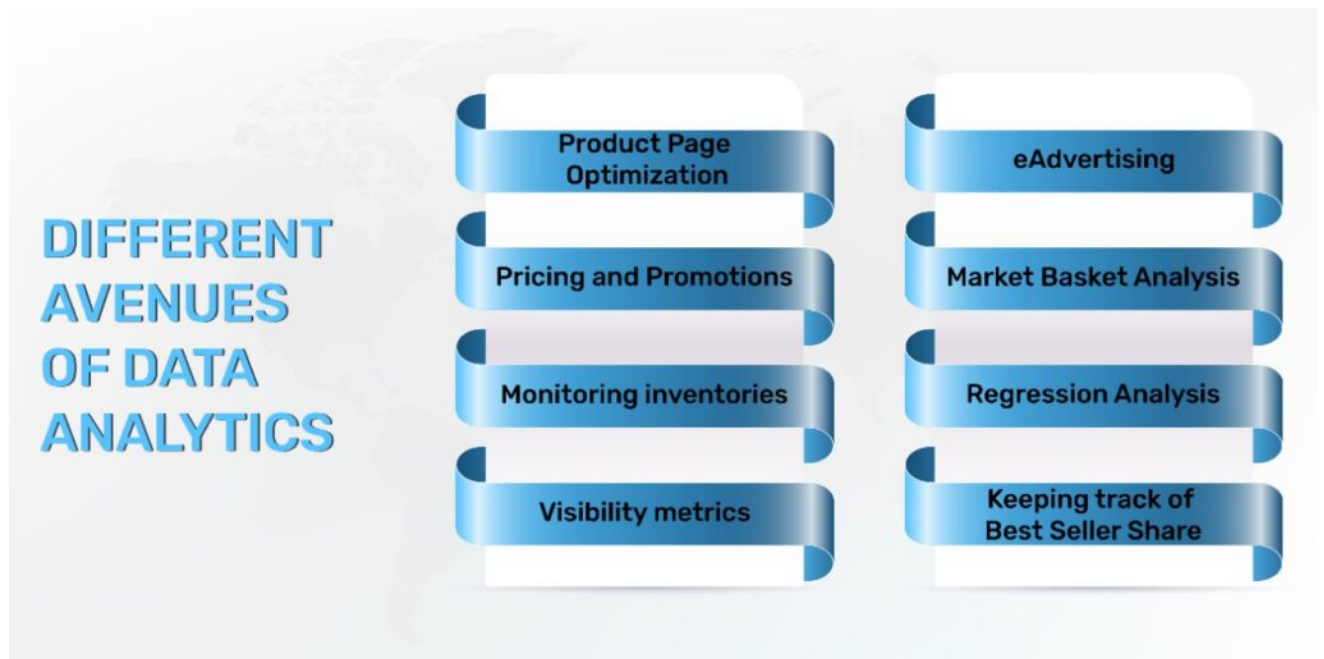 DIFFERENT
AVENUES
OF DATA
ANALYTICS
Product Page
Optimization
Pricing and Promotions
Monitoring inventories
Visibility metrics
eAdvertising
Market Basket Analysis
Regression Analysis
Keeping track of
Best Seller Share